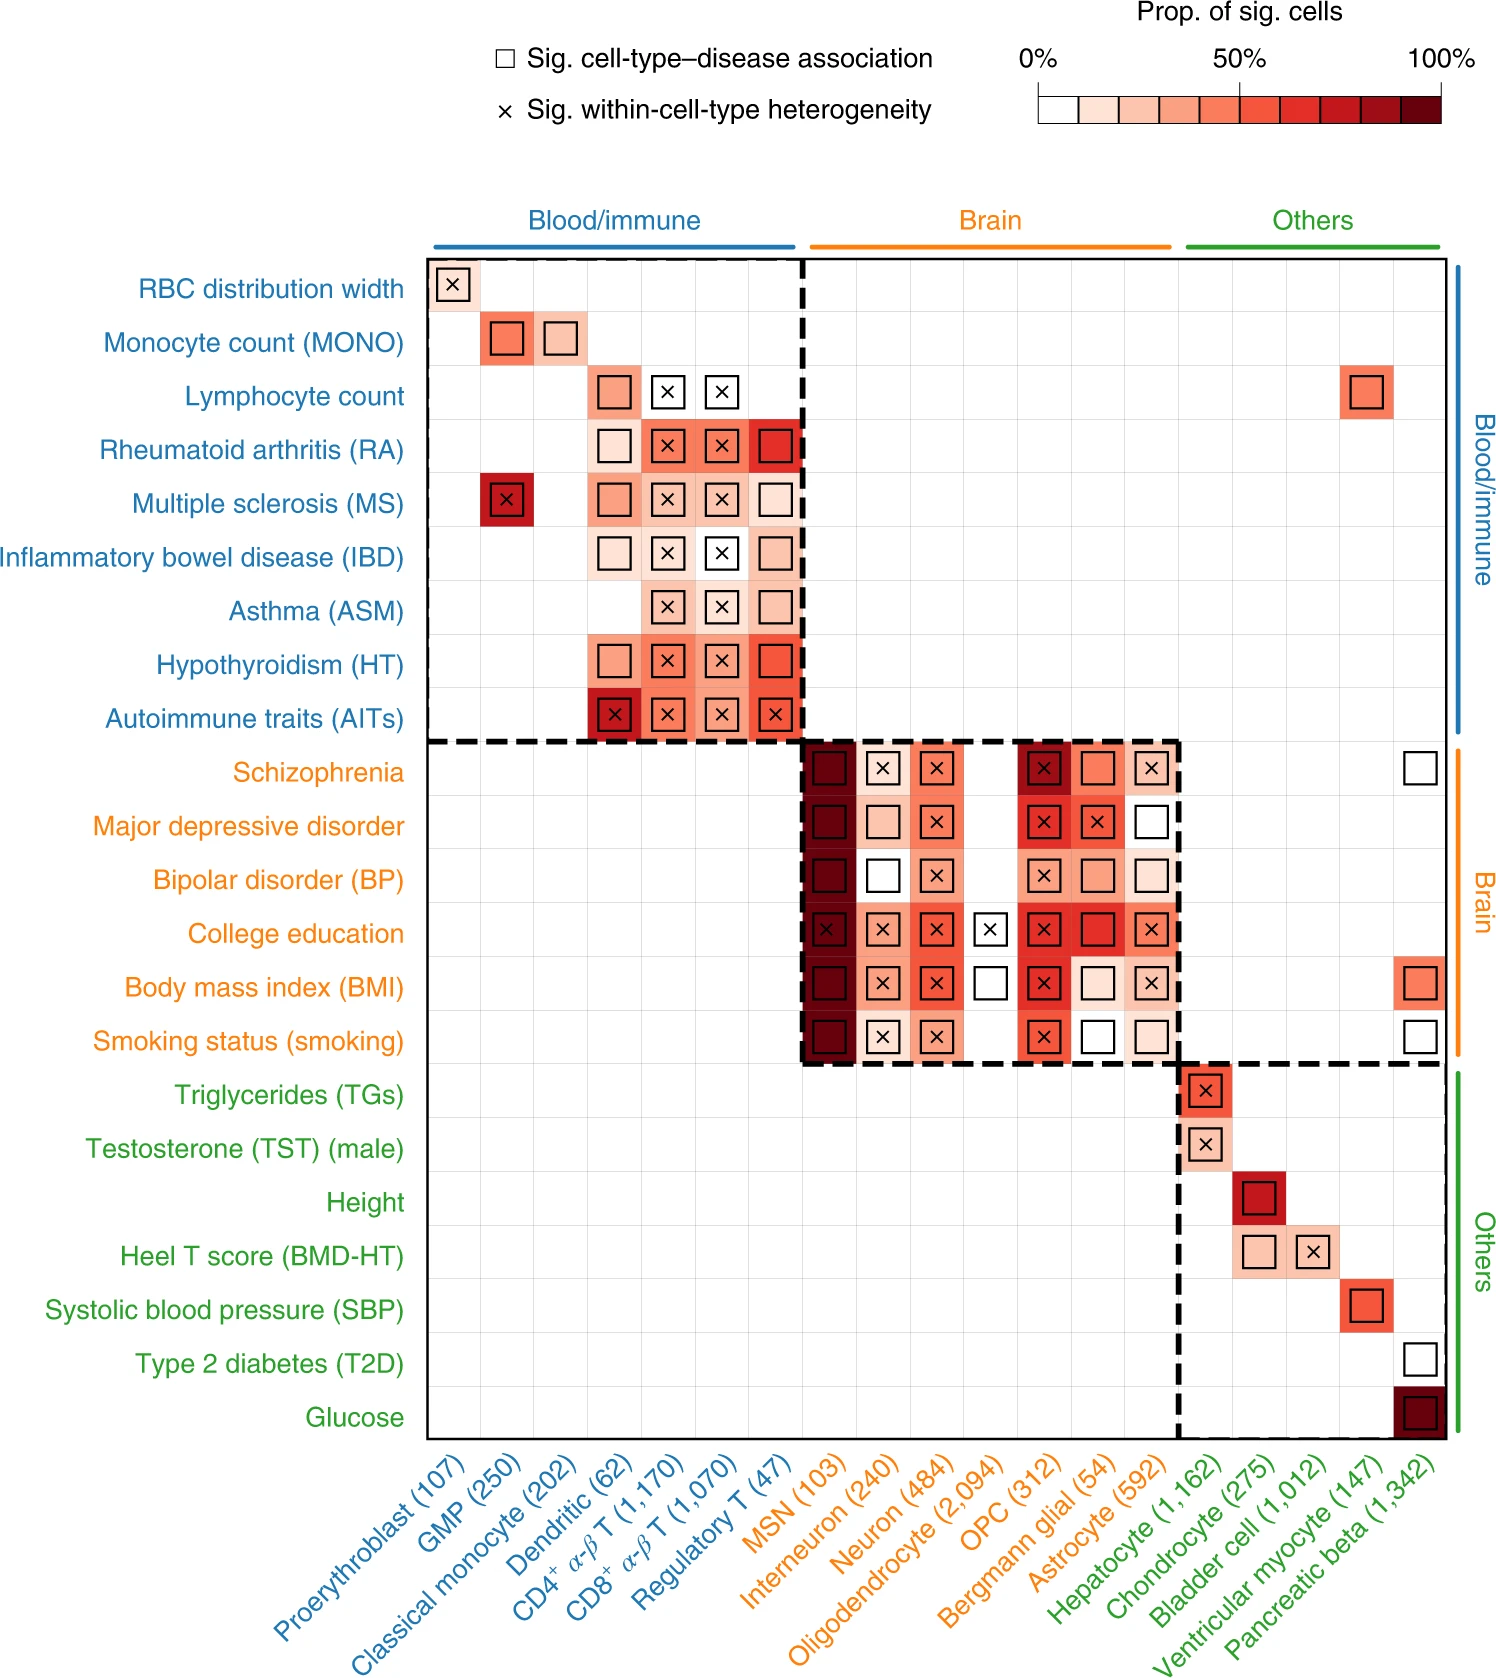 Prop. of sig. cells
Sig. cell-type–disease association
0% 50% 100%
× Sig. within-cell-type heterogeneity
Blood/immune Brain Others
RBC distribution width
Monocyte count (MONO)
Lymphocyte count
Rheumatoid arthritis (RA)
Multiple sclerosis (MS)
Inflammatory bowel disease (IBD)
Asthma (ASM)
Hypothyroidism (HT)
Autoimmune traits (AITs)
Schizophrenia
Major depressive disorder
Bipolar disorder (BP)
College education
Body mass index (BMI)
Smoking status (smoking)
Triglycerides (TGs)
Testosterone (TST) (male)
Height
Heel T score (BMD-HT)
Systolic blood pressure (SBP)
Type 2 diabetes (T2D)
Glucose
Blood/immune
Brain
Others
Proerythroblast (107)
GMP (250)
Classical monocyte (202)
Dendritic (62)
CD4⁺ α-β T (1,170)
CD8⁺ α-β T (1,070)
Regulatory T (47)
MSN (103)
Interneuron (240)
Neuron (484)
Oligodendrocyte (2,094)
OPC (312)
Bergmann glial (54)
Astrocyte (592)
Hepatocyte (1,162)
Chondrocyte (275)
Bladder cell (1,012)
Ventricular myocyte (147)
Pancreatic beta (1,342)